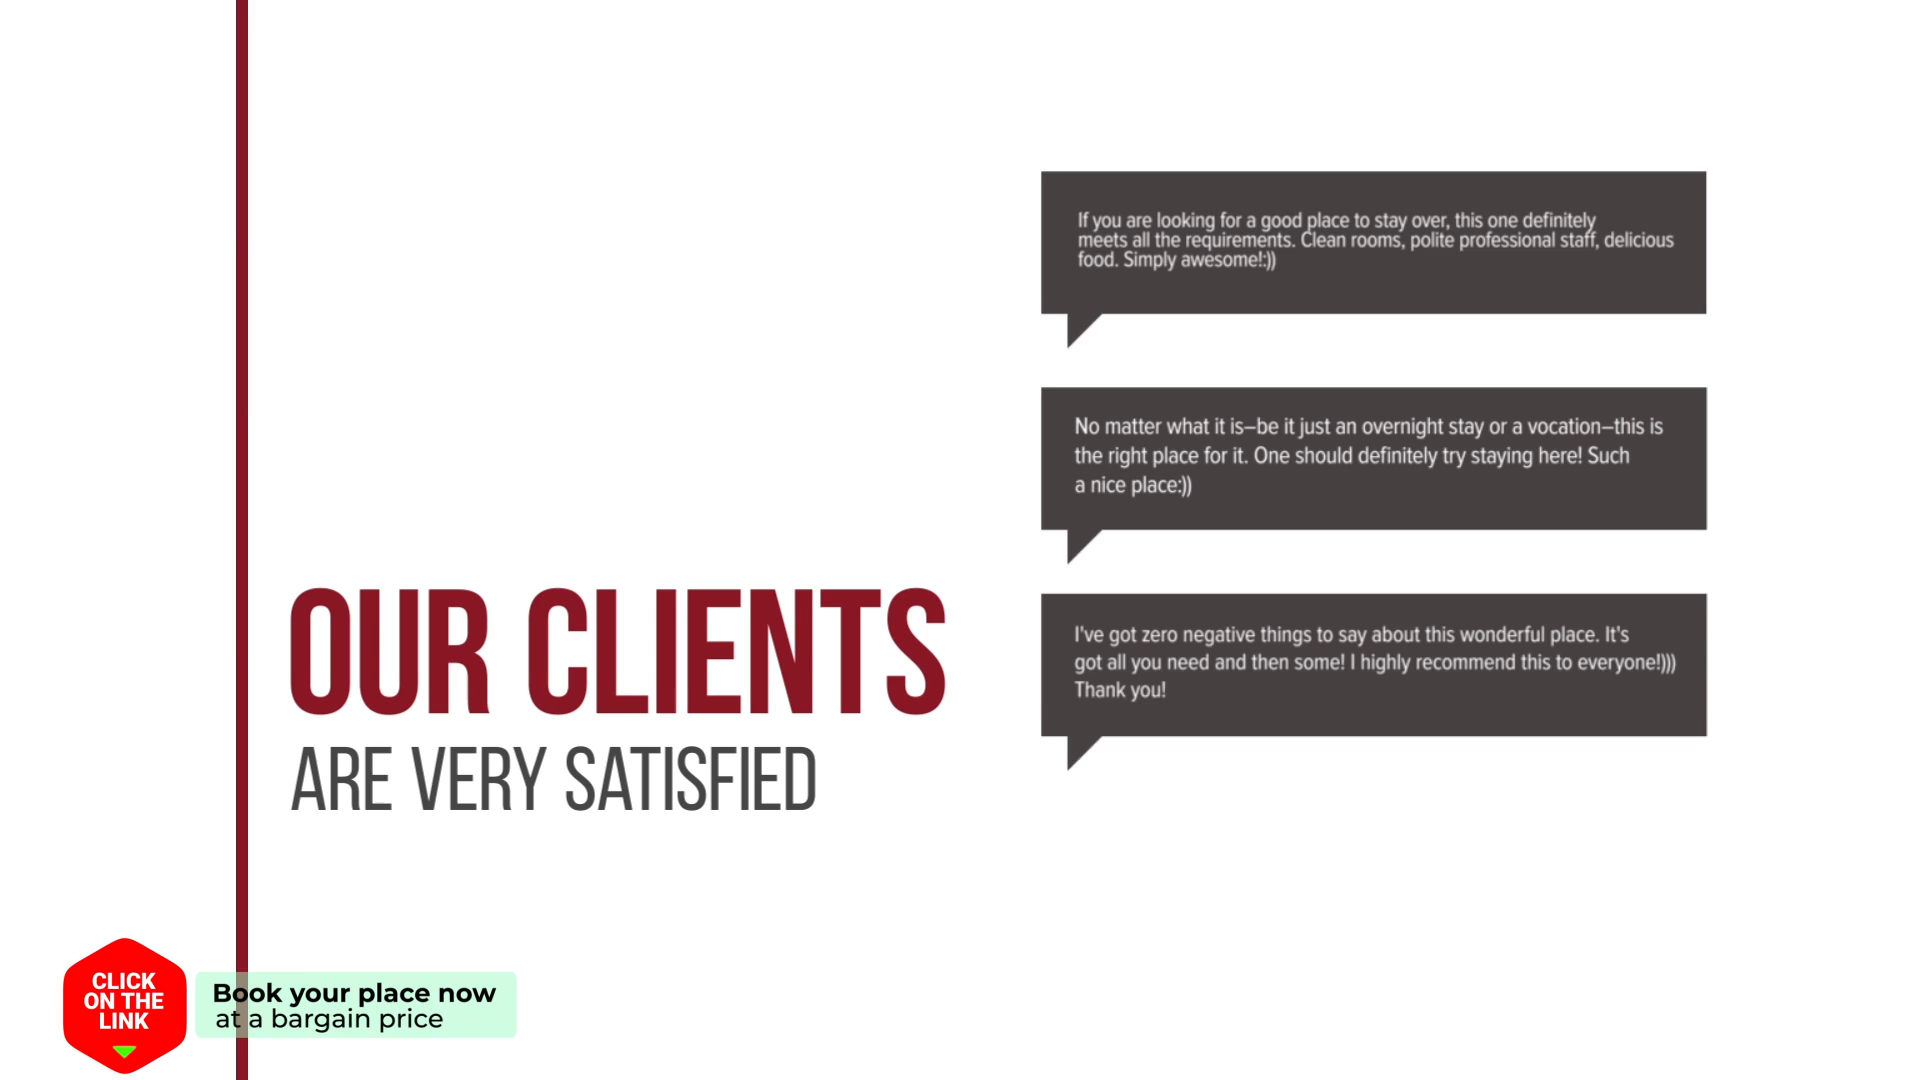 If you are looking for a good place to stay over, this one definitely
meets all the requirements. Clean rooms, polite professional staff, delicious
food. Simply awesome!:))
No matter what it is–be it just an overnight stay or a vocation–this is
the right place for it. One should definitely try staying here! Such
a nice place:))
I've got zero negative things to say about this wonderful place. It's
got all you need and then some! I highly recommend this to everyone!)))
Thank you!
OUR CLIENTS
ARE VERY SATISFIED
CLICK
ON THE
LINK
Book your place now
at a bargain price